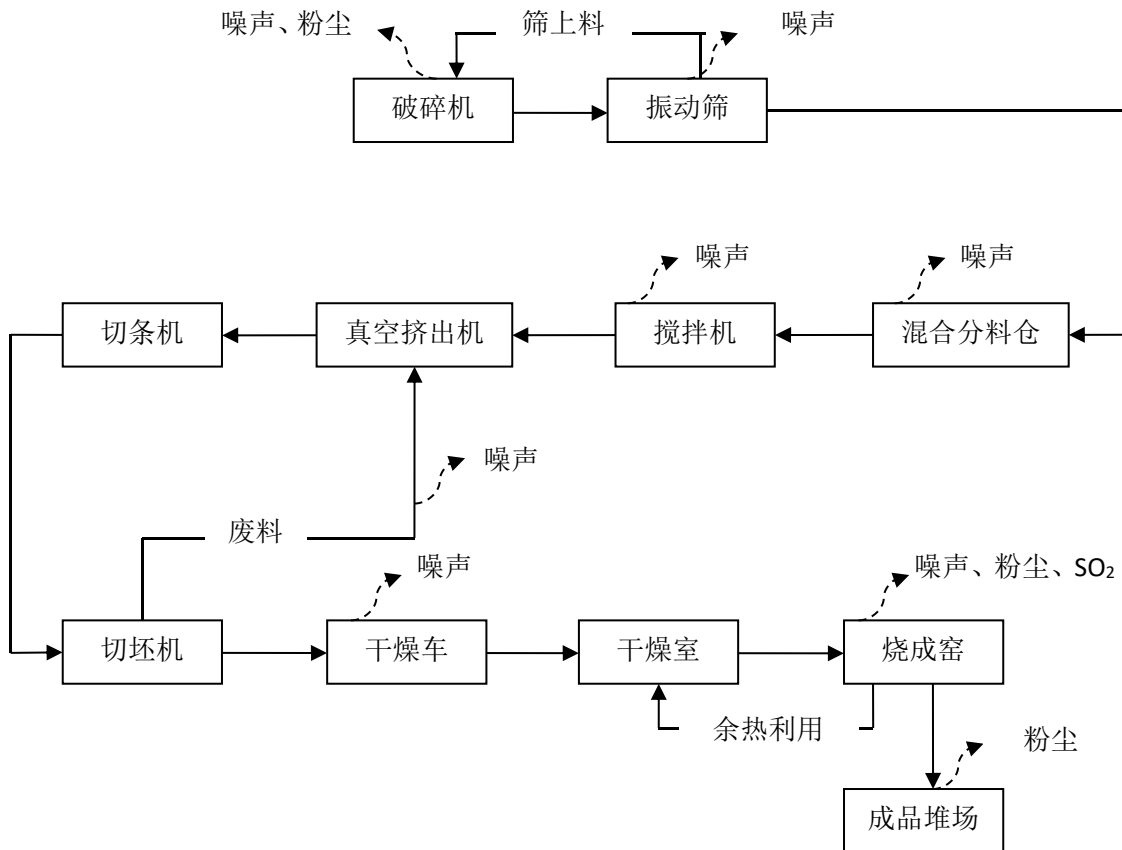 噪声、粉尘
筛上料
噪声
破碎机
振动筛
噪声
噪声
切条机
真空挤出机
搅拌机
混合分料仓
噪声
废料
噪声
噪声、粉尘、SO₂
切坯机
干燥车
干燥室
烧成窑
余热利用
粉尘
成品堆场